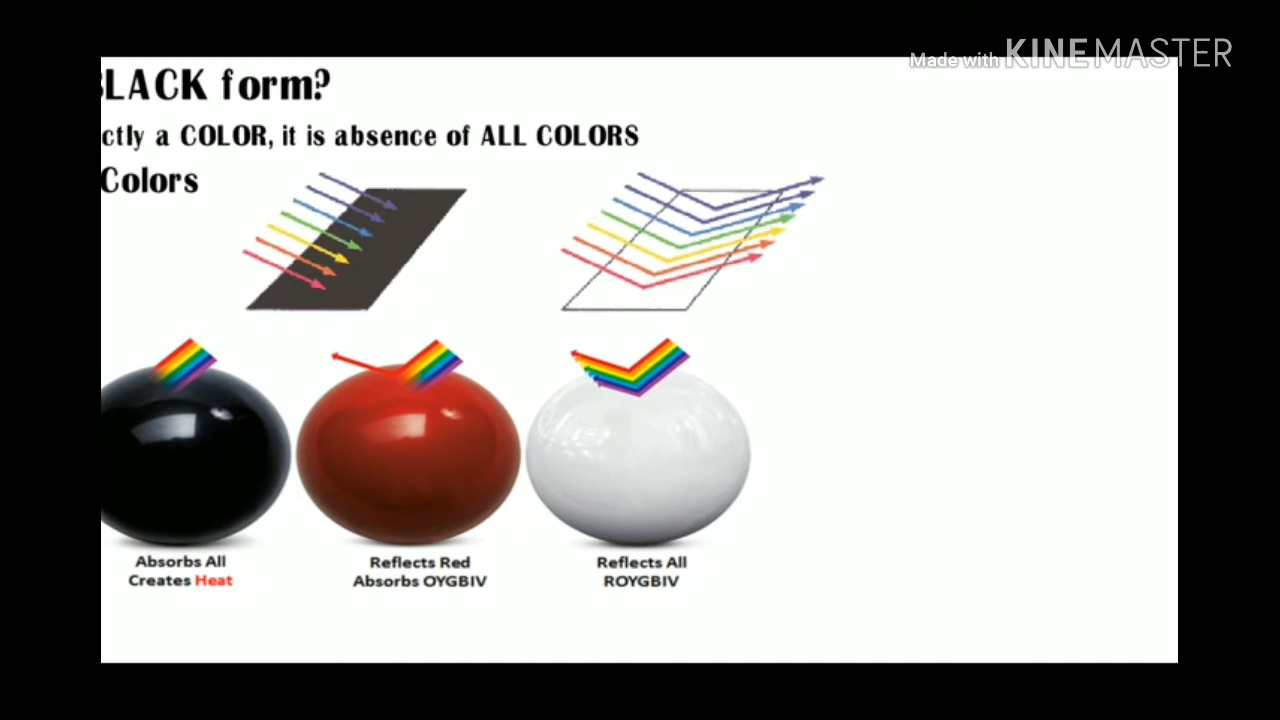 Made with KINEMASTER
BLACK form?
ctly a COLOR, it is absence of ALL COLORS
Colors
Absorbs All
Creates Heat
Reflects Red
Absorbs OYGBIV
Reflects All
ROYGBIV